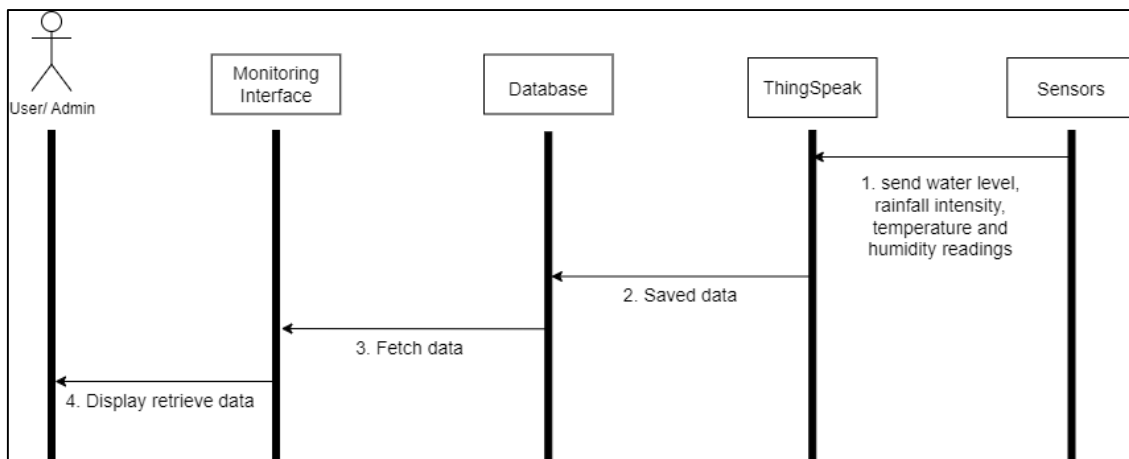 User/ Admin
Monitoring
Interface
Database
ThingSpeak
Sensors
1. send water level,
rainfall intensity,
temperature and
humidity readings
2. Saved data
3. Fetch data
4. Display retrieve data